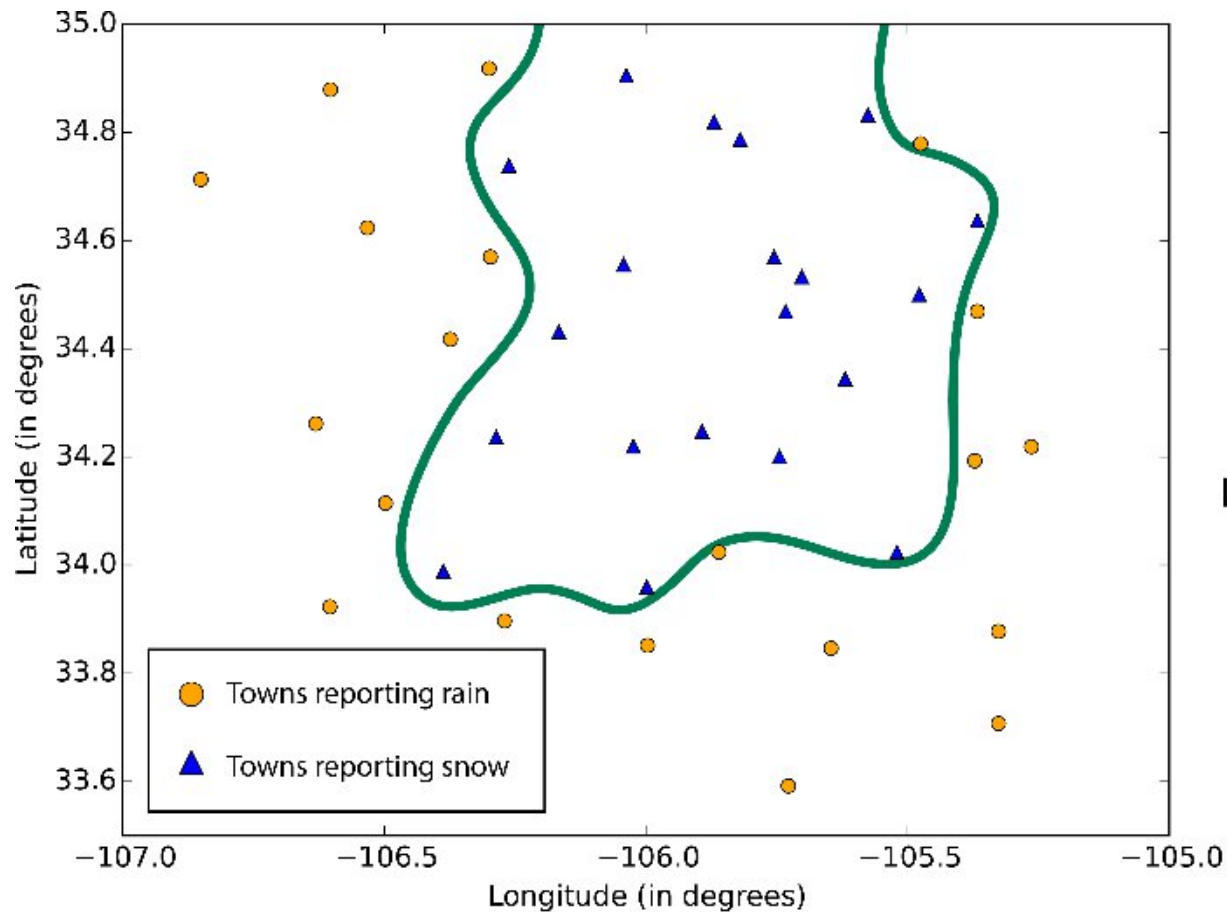 35.0
34.8
34.6
34.4
34.2
34.0
33.8
33.6
Latitude (in degrees)
Towns reporting rain
Towns reporting snow
−107.0 −106.5 −106.0 −105.5 −105.0
Longitude (in degrees)